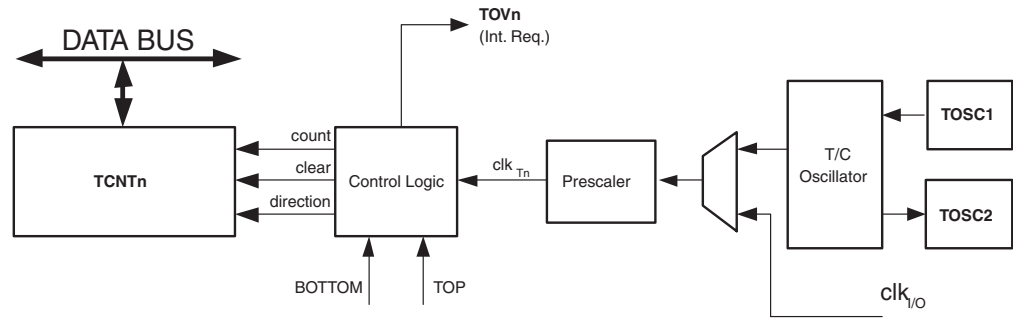 DATA BUS
TOVn
(Int. Req.)
TCNTn
count
clear
direction
Control Logic
clk Tn
Prescaler
T/C
Oscillator
TOSC1
TOSC2
BOTTOM
TOP
clk I/O